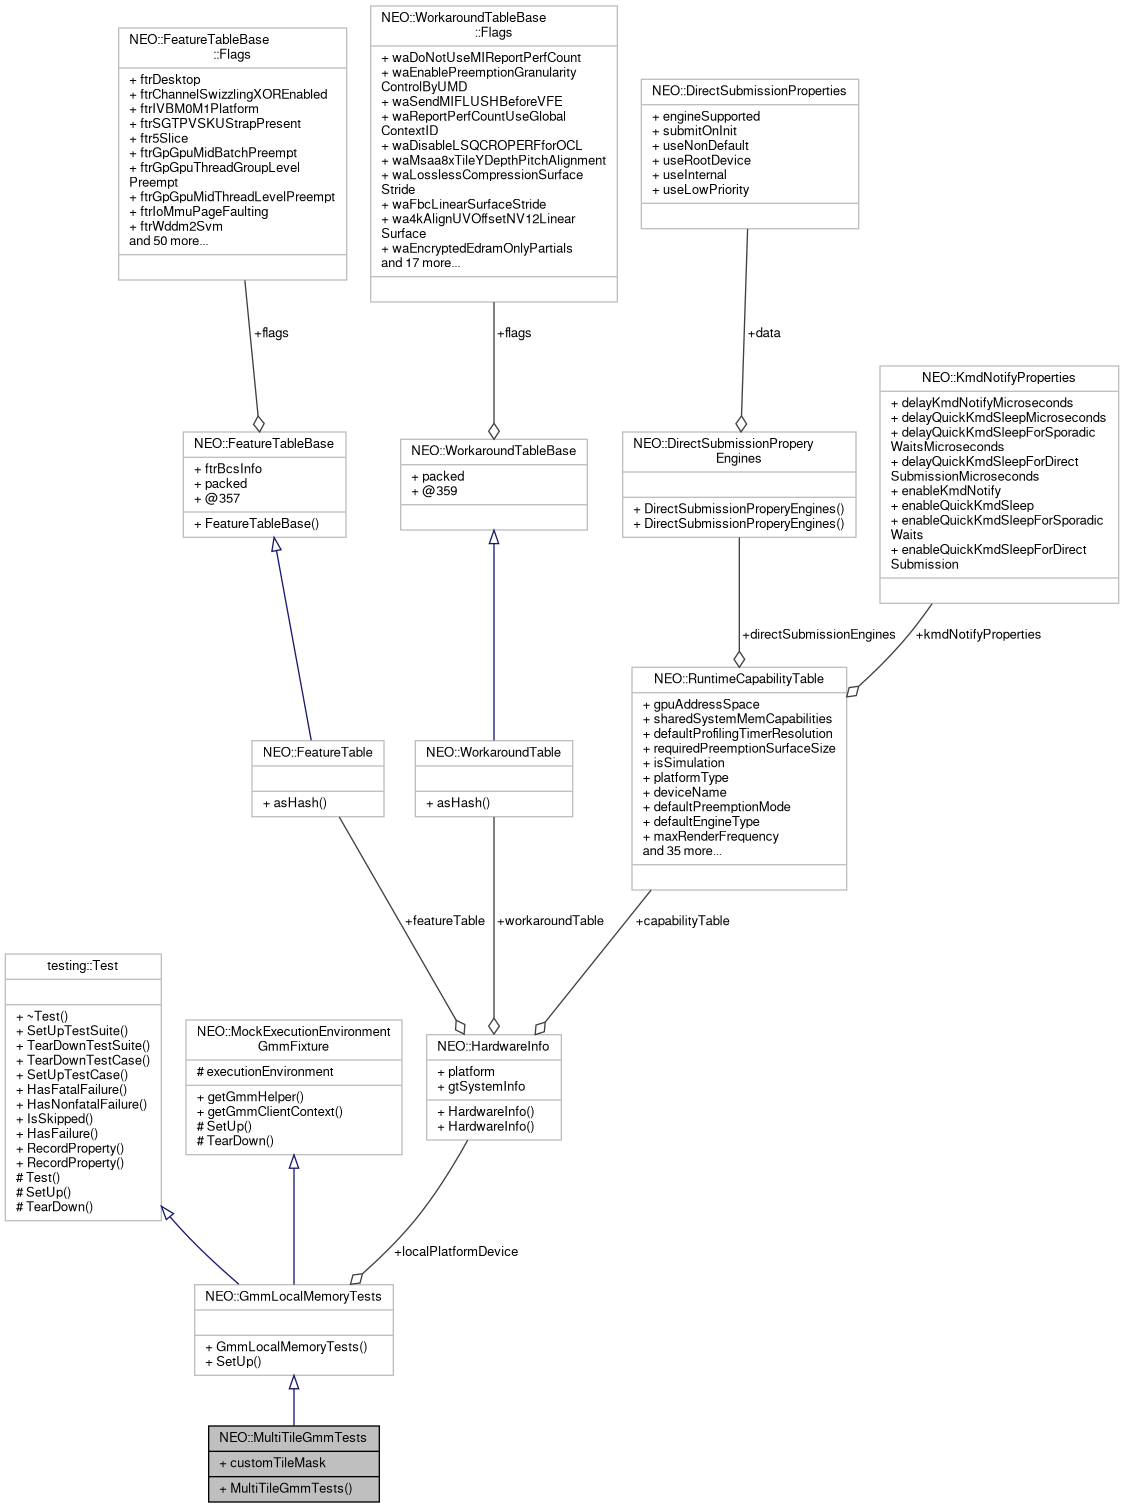 NEO::FeatureTableBase
::Flags
+ ftrDesktop
+ ftrChannelSwizzlingXOREnabled
+ ftrIVBM0M1Platform
+ ftrSGTPVSKUStrapPresent
+ ftr5Slice
+ ftrGpGpuMidBatchPreempt
+ ftrGpGpuThreadGroupLevel
Preempt
+ ftrGpGpuMidThreadLevelPreempt
+ ftrIoMmuPageFaulting
+ ftrWddm2Svm
and 50 more...
NEO::WorkaroundTableBase
::Flags
+ waDoNotUseMIReportPerfCount
+ waEnablePreemptionGranularity
ControlByUMD
+ waSendMIFLUSHBeforeVFE
+ waReportPerfCountUseGlobal
ContextID
+ waDisableLSQCROPERFforOCL
+ waMsaa8xTileYDepthPitchAlignment
+ waLosslessCompressionSurface
Stride
+ waFbcLinearSurfaceStride
+ wa4kAlignUVOffsetNV12Linear
Surface
+ waEncryptedEdramOnlyPartials
and 17 more...
NEO::DirectSubmissionProperties
+ engineSupported
+ submitOnInit
+ useNonDefault
+ useRootDevice
+ useInternal
+ useLowPriority
+flags
+flags
+data
NEO::KmdNotifyProperties
+ delayKmdNotifyMicroseconds
+ delayQuickKmdSleepMicroseconds
+ delayQuickKmdSleepForSporadic
WaitsMicroseconds
+ delayQuickKmdSleepForDirect
SubmissionMicroseconds
+ enableKmdNotify
+ enableQuickKmdSleep
+ enableQuickKmdSleepForSporadic
Waits
+ enableQuickKmdSleepForDirect
Submission
NEO::FeatureTableBase
+ ftrBcsInfo
+ packed
+ @357
+ FeatureTableBase()
NEO::WorkaroundTableBase
+ packed
+ @359
NEO::DirectSubmissionPropery
Engines
+ DirectSubmissionProperyEngines()
+ DirectSubmissionProperyEngines()
+directSubmissionEngines
+kmdNotifyProperties
NEO::RuntimeCapabilityTable
+ gpuAddressSpace
+ sharedSystemMemCapabilities
+ defaultProfilingTimerResolution
+ requiredPreemptionSurfaceSize
+ isSimulation
+ platformType
+ deviceName
+ defaultPreemptionMode
+ defaultEngineType
+ maxRenderFrequency
and 35 more...
NEO::FeatureTable
+ asHash()
NEO::WorkaroundTable
+ asHash()
+featureTable
+workaroundTable
+capabilityTable
testing::Test
+ ~Test()
+ SetUpTestSuite()
+ TearDownTestSuite()
+ TearDownTestCase()
+ SetUpTestCase()
+ HasFatalFailure()
+ HasNonfatalFailure()
+ IsSkipped()
+ HasFailure()
+ RecordProperty()
+ RecordProperty()
# Test()
# SetUp()
# TearDown()
NEO::MockExecutionEnvironment
GmmFixture
# executionEnvironment
+ getGmmHelper()
+ getGmmClientContext()
# SetUp()
# TearDown()
NEO::HardwareInfo
+ platform
+ gtSystemInfo
+ HardwareInfo()
+ HardwareInfo()
+localPlatformDevice
NEO::GmmLocalMemoryTests
+ GmmLocalMemoryTests()
+ SetUp()
NEO::MultiTileGmmTests
+ customTileMask
+ MultiTileGmmTests()